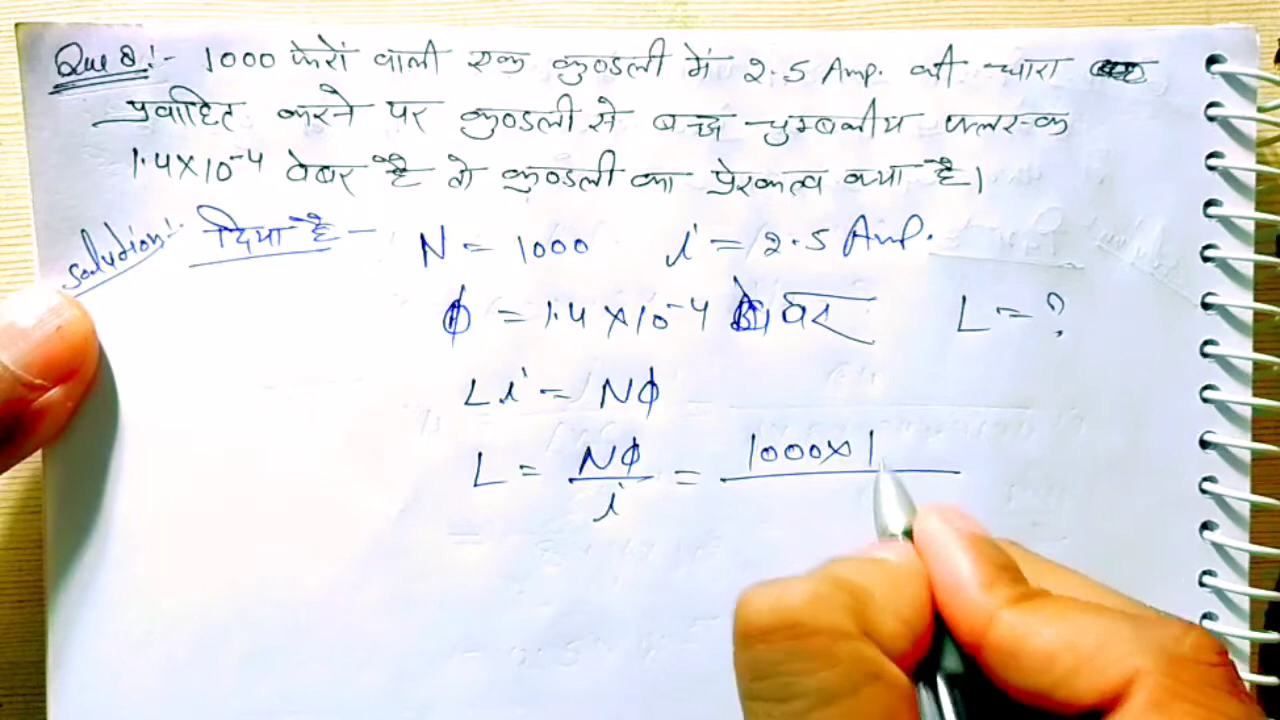 Que 8:- 1000 फेरों वाली एक कुण्डली में 2.5 Amp. की धारा
प्रवाहित करने पर कुण्डली से बद्ध चुम्बकीय फ्लक्स
1.4×10⁻⁴ वेबर है तो कुण्डली का प्रेरकत्व क्या है।
Solution:- दिया है - N = 1000 i = 2.5 Amp.
ϕ = 1.4 ×10⁻⁴ वेबर L = ?
Li = Nϕ
L = Nϕ/i = 1000×1